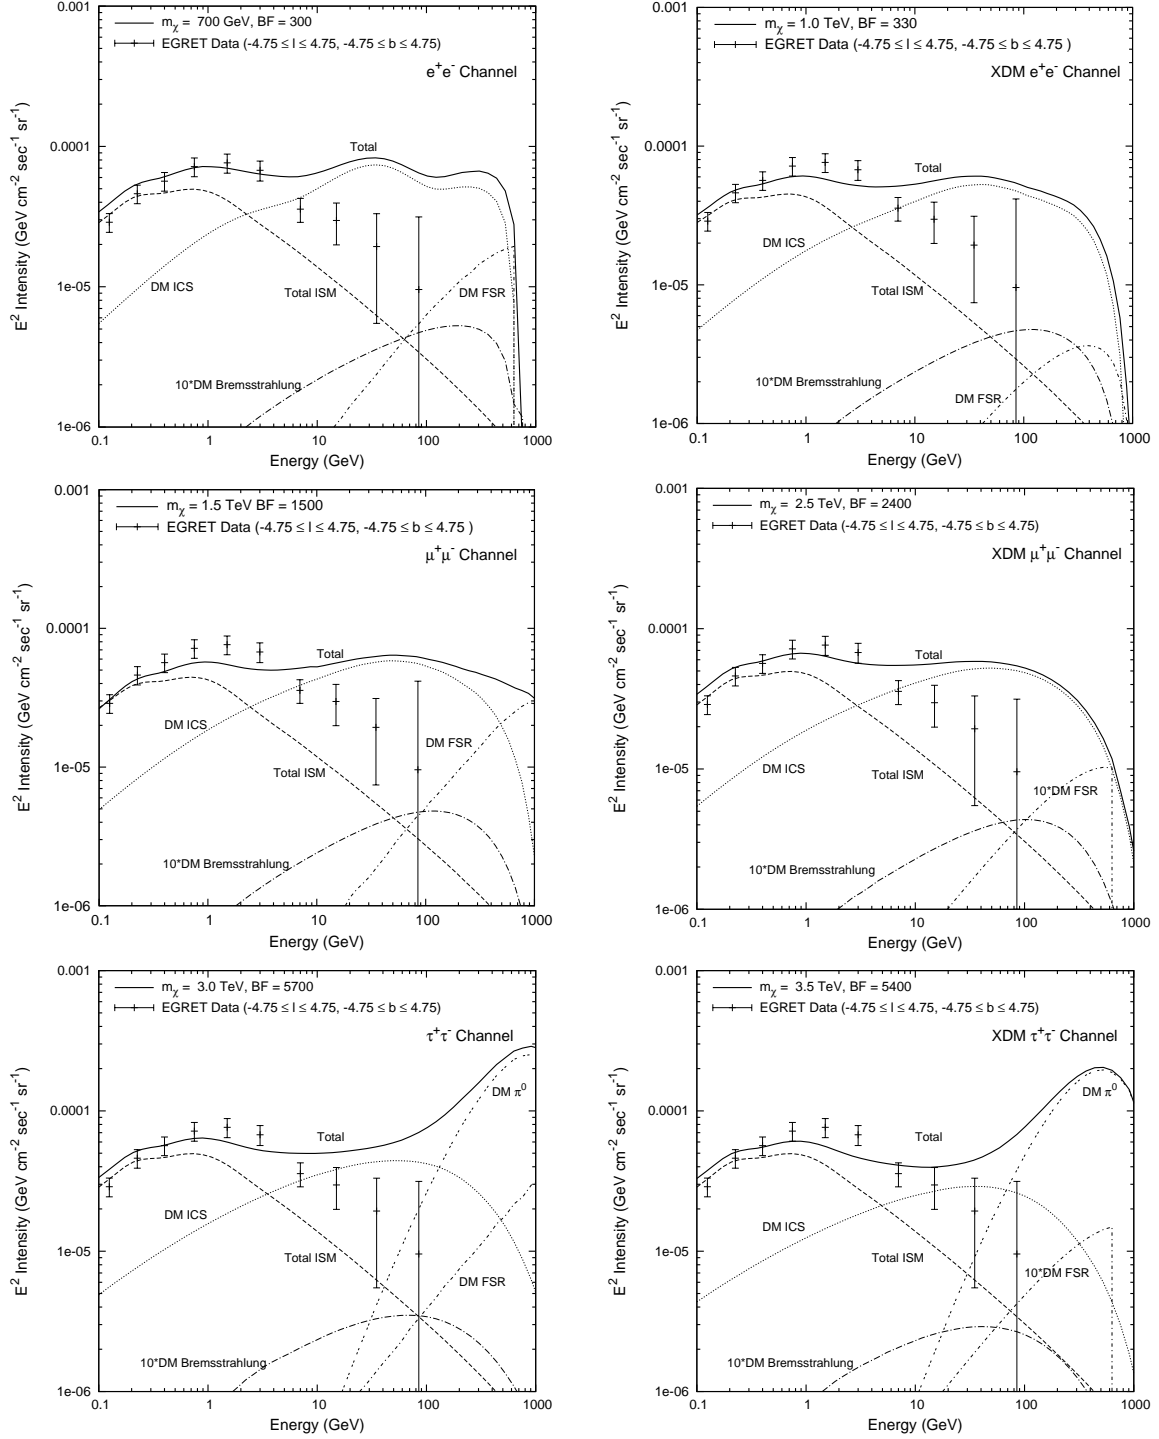 m_χ = 700 GeV, BF = 300
EGRET Data (-4.75 ≤ l ≤ 4.75, -4.75 ≤ b ≤ 4.75)
e⁺e⁻ Channel
E² Intensity (GeV cm⁻² sec⁻¹ sr⁻¹)
0.001
0.0001
1e-05
1e-06
Total
DM ICS
Total ISM
DM FSR
10*DM Bremsstrahlung
0.1 1 10 100 1000
Energy (GeV)
m_χ = 1.0 TeV, BF = 330
EGRET Data (-4.75 ≤ l ≤ 4.75, -4.75 ≤ b ≤ 4.75 )
XDM e⁺e⁻ Channel
E² Intensity (GeV cm⁻² sec⁻¹ sr⁻¹)
0.001
0.0001
1e-05
1e-06
Total
DM ICS
Total ISM
10*DM Bremsstrahlung
DM FSR
0.1 1 10 100 1000
Energy (GeV)
m_χ = 1.5 TeV BF = 1500
EGRET Data (-4.75 ≤ l ≤ 4.75, -4.75 ≤ b ≤ 4.75 )
μ⁺μ⁻ Channel
E² Intensity (GeV cm⁻² sec⁻¹ sr⁻¹)
0.001
0.0001
1e-05
1e-06
Total
DM ICS
DM FSR
Total ISM
10*DM Bremsstrahlung
0.1 1 10 100 1000
Energy (GeV)
m_χ = 2.5 TeV, BF = 2400
EGRET Data (-4.75 ≤ l ≤ 4.75, -4.75 ≤ b ≤ 4.75)
XDM μ⁺μ⁻ Channel
E² Intensity (GeV cm⁻² sec⁻¹ sr⁻¹)
0.001
0.0001
1e-05
1e-06
Total
DM ICS
Total ISM
10*DM FSR
10*DM Bremsstrahlung
0.1 1 10 100 1000
Energy (GeV)
m_χ = 3.0 TeV, BF = 5700
EGRET Data (-4.75 ≤ l ≤ 4.75, -4.75 ≤ b ≤ 4.75)
τ⁺τ⁻ Channel
E² Intensity (GeV cm⁻² sec⁻¹ sr⁻¹)
0.001
0.0001
1e-05
1e-06
DM π⁰
Total
DM ICS
Total ISM
DM FSR
10*DM Bremsstrahlung
0.1 1 10 100 1000
Energy (GeV)
m_χ = 3.5 TeV, BF = 5400
EGRET Data (-4.75 ≤ l ≤ 4.75, -4.75 ≤ b ≤ 4.75)
XDM τ⁺τ⁻ Channel
E² Intensity (GeV cm⁻² sec⁻¹ sr⁻¹)
0.001
0.0001
1e-05
1e-06
DM π⁰
Total
DM ICS
Total ISM
10*DM FSR
10*DM Bremsstrahlung
0.1 1 10 100 1000
Energy (GeV)